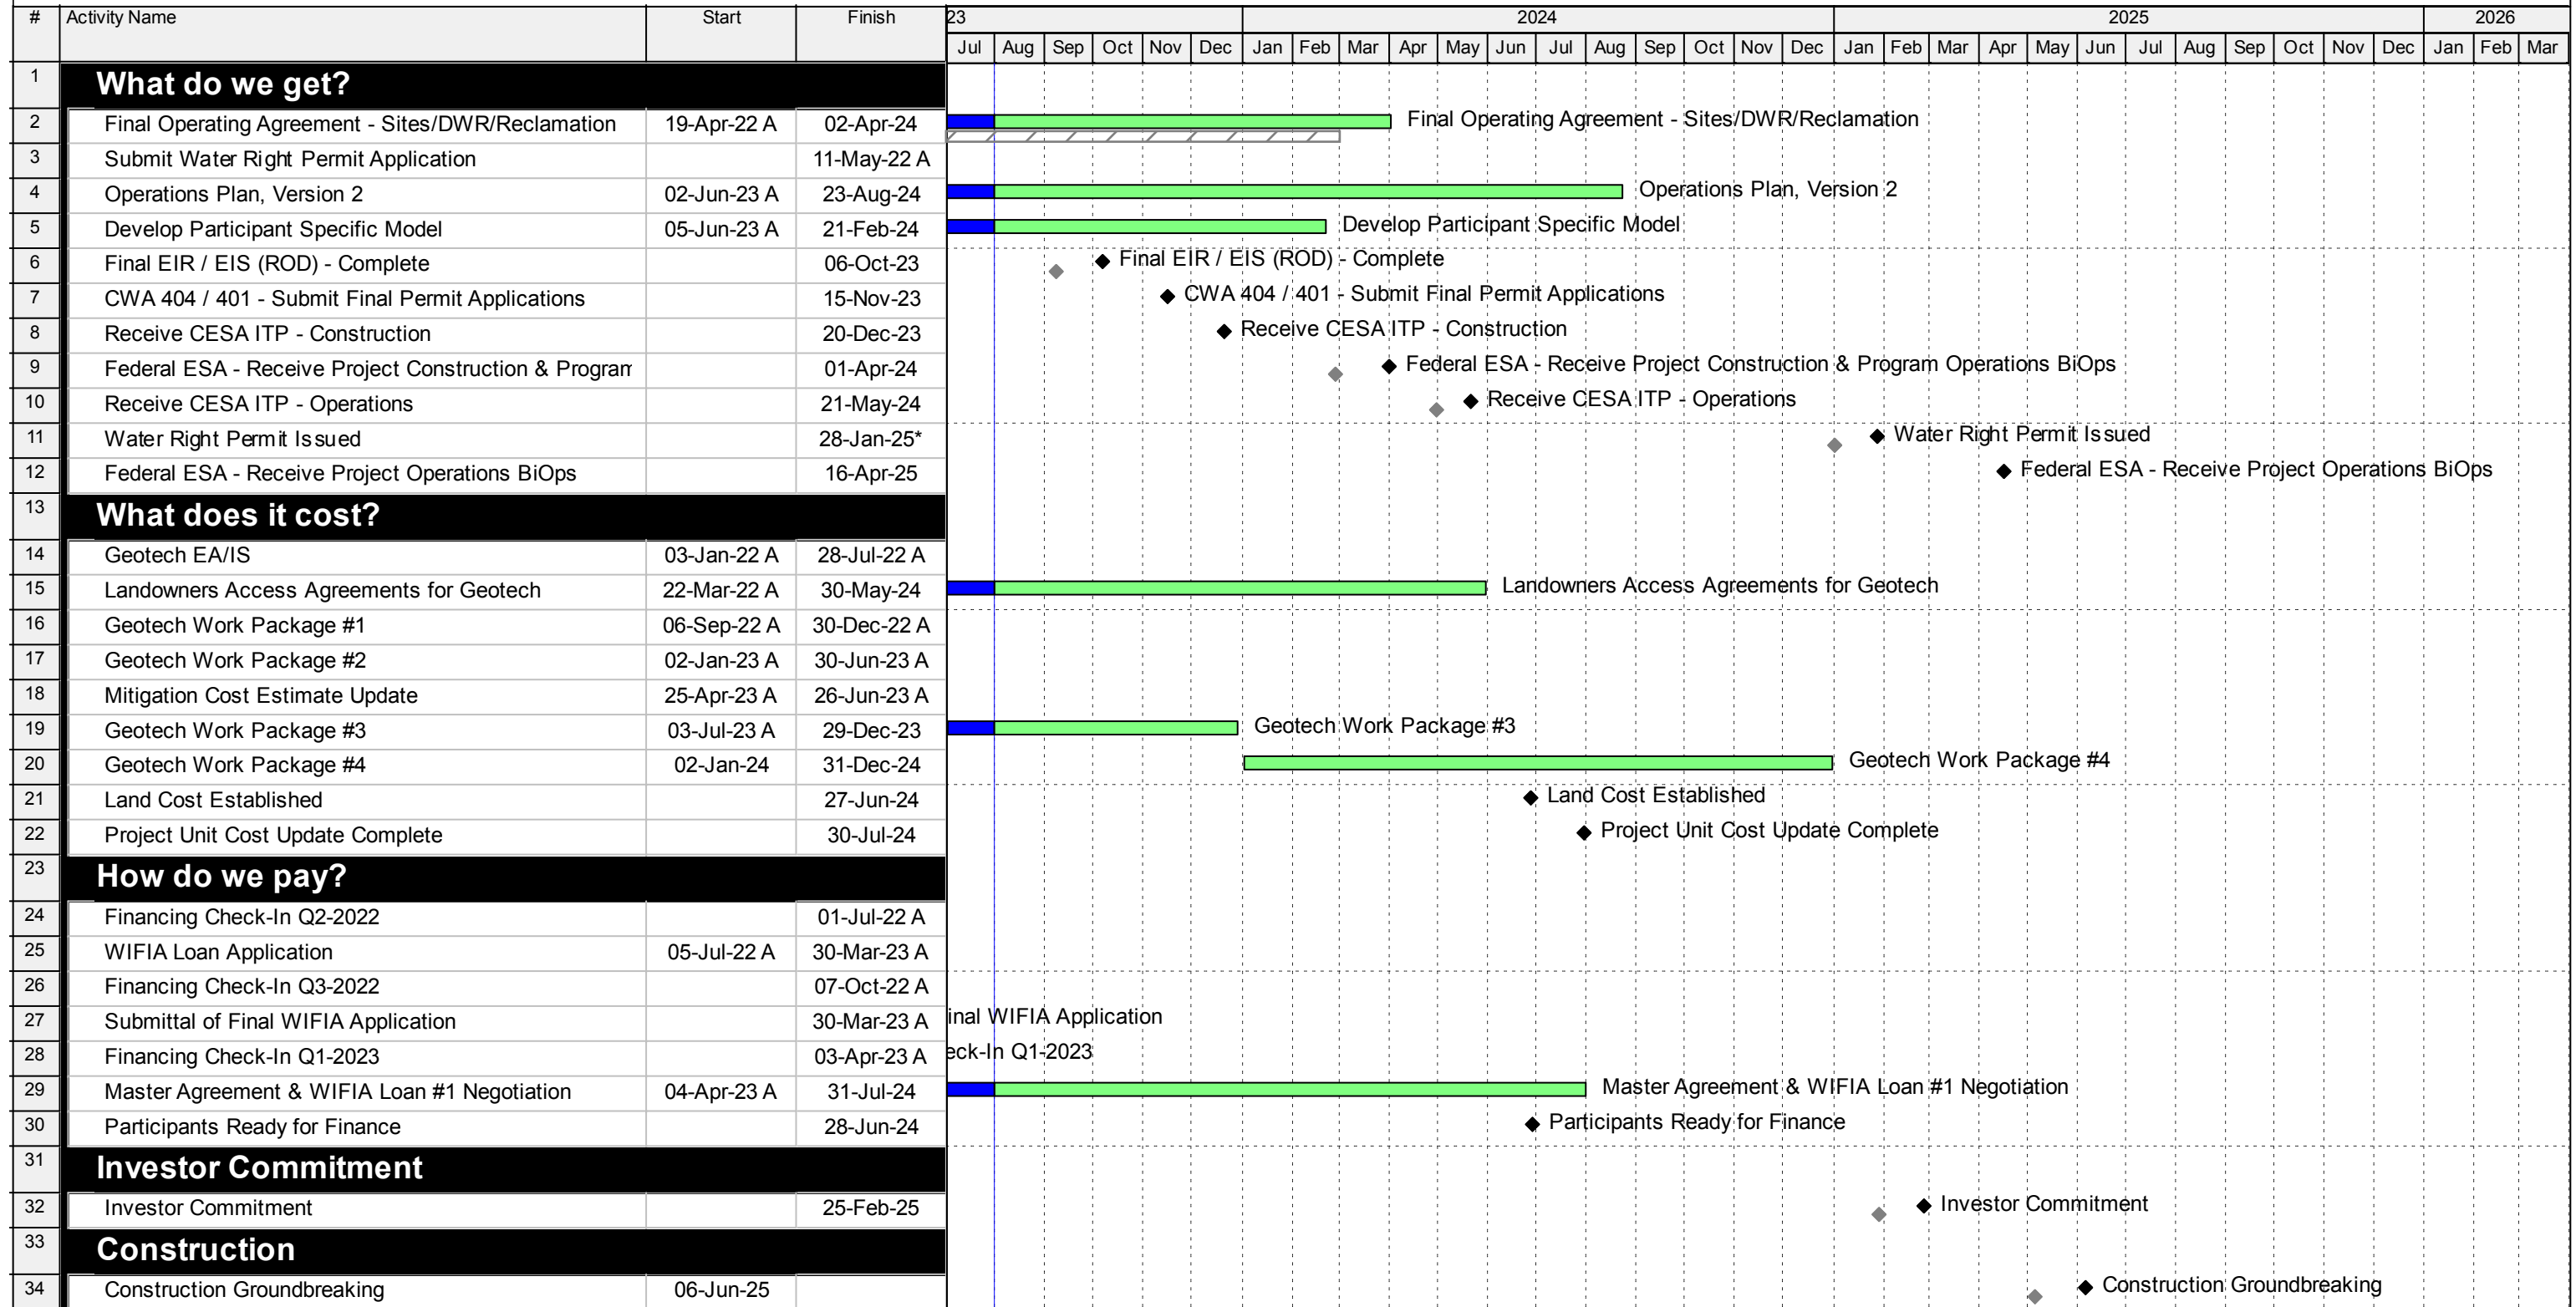 # Activity Name Start Finish 23 2024 2025 2026
Jul Aug Sep Oct Nov Dec Jan Feb Mar Apr May Jun Jul Aug Sep Oct Nov Dec Jan Feb Mar Apr May Jun Jul Aug Sep Oct Nov Dec Jan Feb Mar
1 What do we get?
2 Final Operating Agreement - Sites/DWR/Reclamation 19-Apr-22 A 02-Apr-24 Final Operating Agreement - Sites/DWR/Reclamation
3 Submit Water Right Permit Application 11-May-22 A
4 Operations Plan, Version 2 02-Jun-23 A 23-Aug-24 Operations Plan, Version 2
5 Develop Participant Specific Model 05-Jun-23 A 21-Feb-24 Develop Participant Specific Model
6 Final EIR / EIS (ROD) - Complete 06-Oct-23 Final EIR / EIS (ROD) - Complete
7 CWA 404 / 401 - Submit Final Permit Applications 15-Nov-23 CWA 404 / 401 - Submit Final Permit Applications
8 Receive CESA ITP - Construction 20-Dec-23 Receive CESA ITP - Construction
9 Federal ESA - Receive Project Construction & Program 01-Apr-24 Federal ESA - Receive Project Construction & Program Operations BiOps
10 Receive CESA ITP - Operations 21-May-24 Receive CESA ITP - Operations
11 Water Right Permit Issued 28-Jan-25* Water Right Permit Issued
12 Federal ESA - Receive Project Operations BiOps 16-Apr-25 Federal ESA - Receive Project Operations BiOps
13 What does it cost?
14 Geotech EA/IS 03-Jan-22 A 28-Jul-22 A
15 Landowners Access Agreements for Geotech 22-Mar-22 A 30-May-24 Landowners Access Agreements for Geotech
16 Geotech Work Package #1 06-Sep-22 A 30-Dec-22 A
17 Geotech Work Package #2 02-Jan-23 A 30-Jun-23 A
18 Mitigation Cost Estimate Update 25-Apr-23 A 26-Jun-23 A
19 Geotech Work Package #3 03-Jul-23 A 29-Dec-23 Geotech Work Package #3
20 Geotech Work Package #4 02-Jan-24 31-Dec-24 Geotech Work Package #4
21 Land Cost Established 27-Jun-24 Land Cost Established
22 Project Unit Cost Update Complete 30-Jul-24 Project Unit Cost Update Complete
23 How do we pay?
24 Financing Check-In Q2-2022 01-Jul-22 A
25 WIFIA Loan Application 05-Jul-22 A 30-Mar-23 A
26 Financing Check-In Q3-2022 07-Oct-22 A
27 Submittal of Final WIFIA Application 30-Mar-23 A inal WIFIA Application
28 Financing Check-In Q1-2023 03-Apr-23 A eck-In Q1-2023
29 Master Agreement & WIFIA Loan #1 Negotiation 04-Apr-23 A 31-Jul-24 Master Agreement & WIFIA Loan #1 Negotiation
30 Participants Ready for Finance 28-Jun-24 Participants Ready for Finance
31 Investor Commitment
32 Investor Commitment 25-Feb-25 Investor Commitment
33 Construction
34 Construction Groundbreaking 06-Jun-25 Construction Groundbreaking